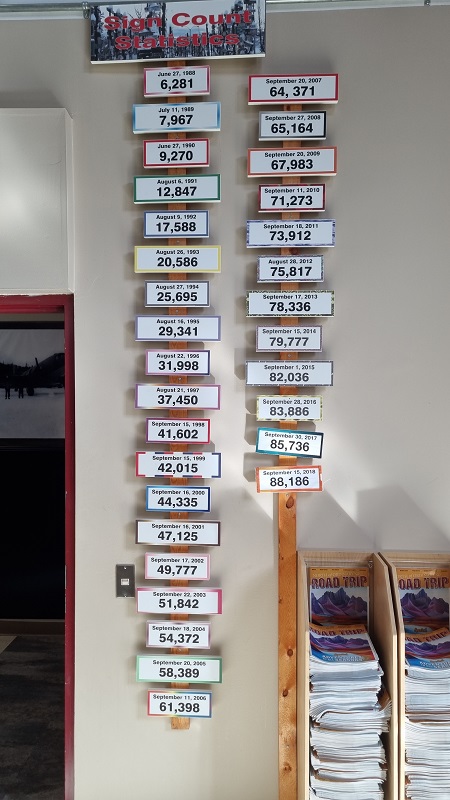 Sign Count
Statistics
June 27, 1988
6,281
July 11, 1989
7,967
June 27, 1990
9,270
August 6, 1991
12,847
August 9, 1992
17,588
August 26, 1993
20,586
August 27, 1994
25,695
August 16, 1995
29,341
August 22, 1996
31,998
August 21, 1997
37,450
September 15, 1998
41,602
September 15, 1999
42,015
September 16, 2000
44,335
September 16, 2001
47,125
September 17, 2002
49,777
September 22, 2003
51,842
September 18, 2004
54,372
September 20, 2005
58,389
September 11, 2006
61,398
September 20, 2007
64, 371
September 27, 2008
65,164
September 20, 2009
67,983
September 11, 2010
71,273
September 18, 2011
73,912
August 28, 2012
75,817
September 17, 2013
78,336
September 15, 2014
79,777
September 1, 2015
82,036
September 28, 2016
83,886
September 30, 2017
85,736
September 15, 2018
88,186
ROAD TRIP
ROAD TRIP
ROAD TRIP
ROAD TRIP